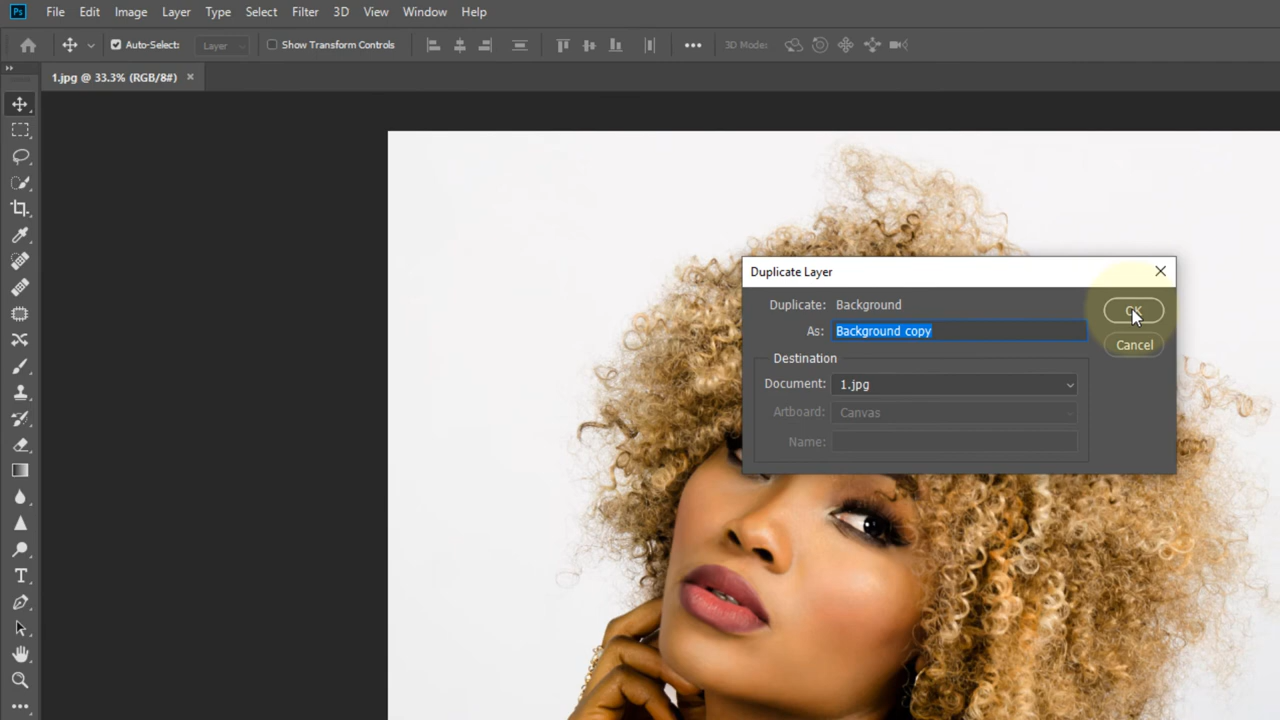 Ps File Edit Image Layer Type Select Filter 3D View Window Help
Auto-Select: Layer Show Transform Controls 3D Mode:
1.jpg @ 33.3% (RGB/8#)
Duplicate Layer
Duplicate: Background
OK
As: Background copy
Cancel
Destination
Document: 1.jpg
Artboard: Canvas
Name: